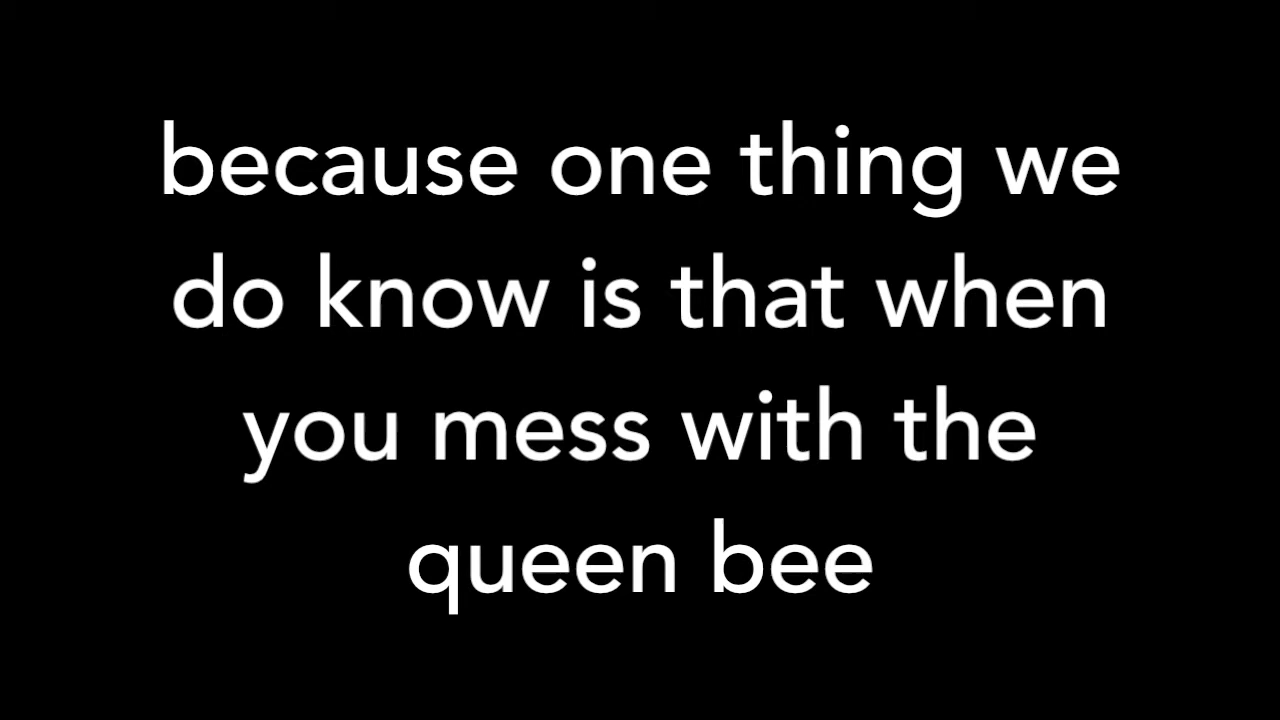 because one thing we
do know is that when
you mess with the
queen bee